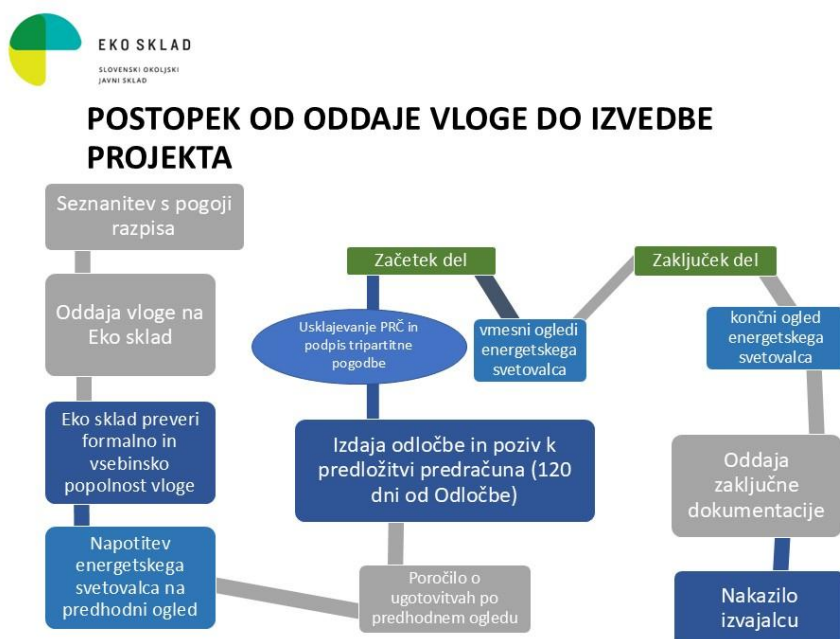 EKO SKLAD
SLOVENSKI OKOLJSKI
JAVNI SKLAD
POSTOPEK OD ODDAJE VLOGE DO IZVEDBE
PROJEKTA
Seznanitev s pogoji
razpisa
Oddaja vloge na
Eko sklad
Eko sklad preveri
formalno in
vsebinsko
popolnost vloge
Napotitev
energetskega
svetovalca na
predhodni ogled
Poročilo o
ugotovitvah po
predhodnem ogledu
Izdaja odločbe in poziv k
predložitvi predračuna (120
dni od Odločbe)
Usklajevanje PRČ in
podpis tripartitne
pogodbe
Začetek del
vmesni ogledi
energetskega
svetovalca
Zaključek del
končni ogled
energetskega
svetovalca
Oddaja
zaključne
dokumentacije
Nakazilo
izvajalcu